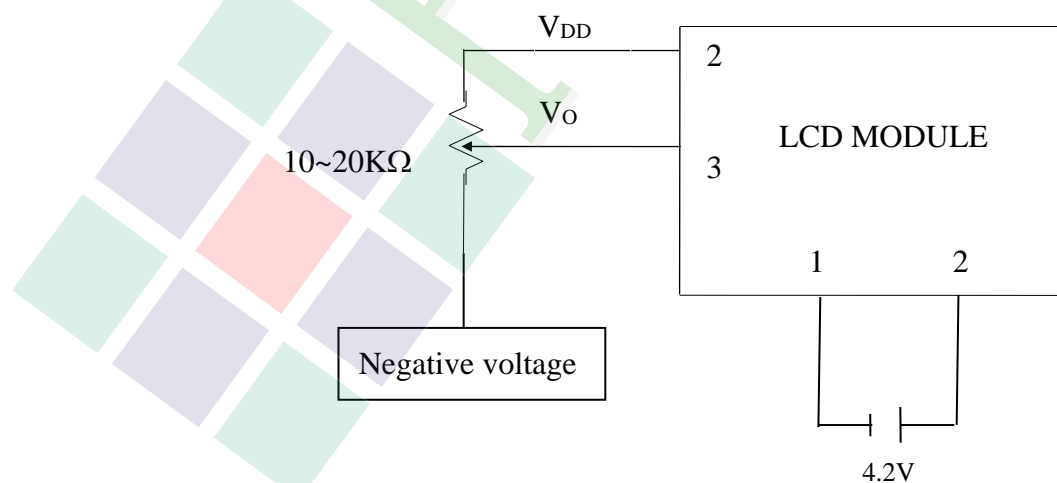 VDD
2
VO
LCD MODULE
10~20KΩ
3
1 2
Negative voltage
4.2V